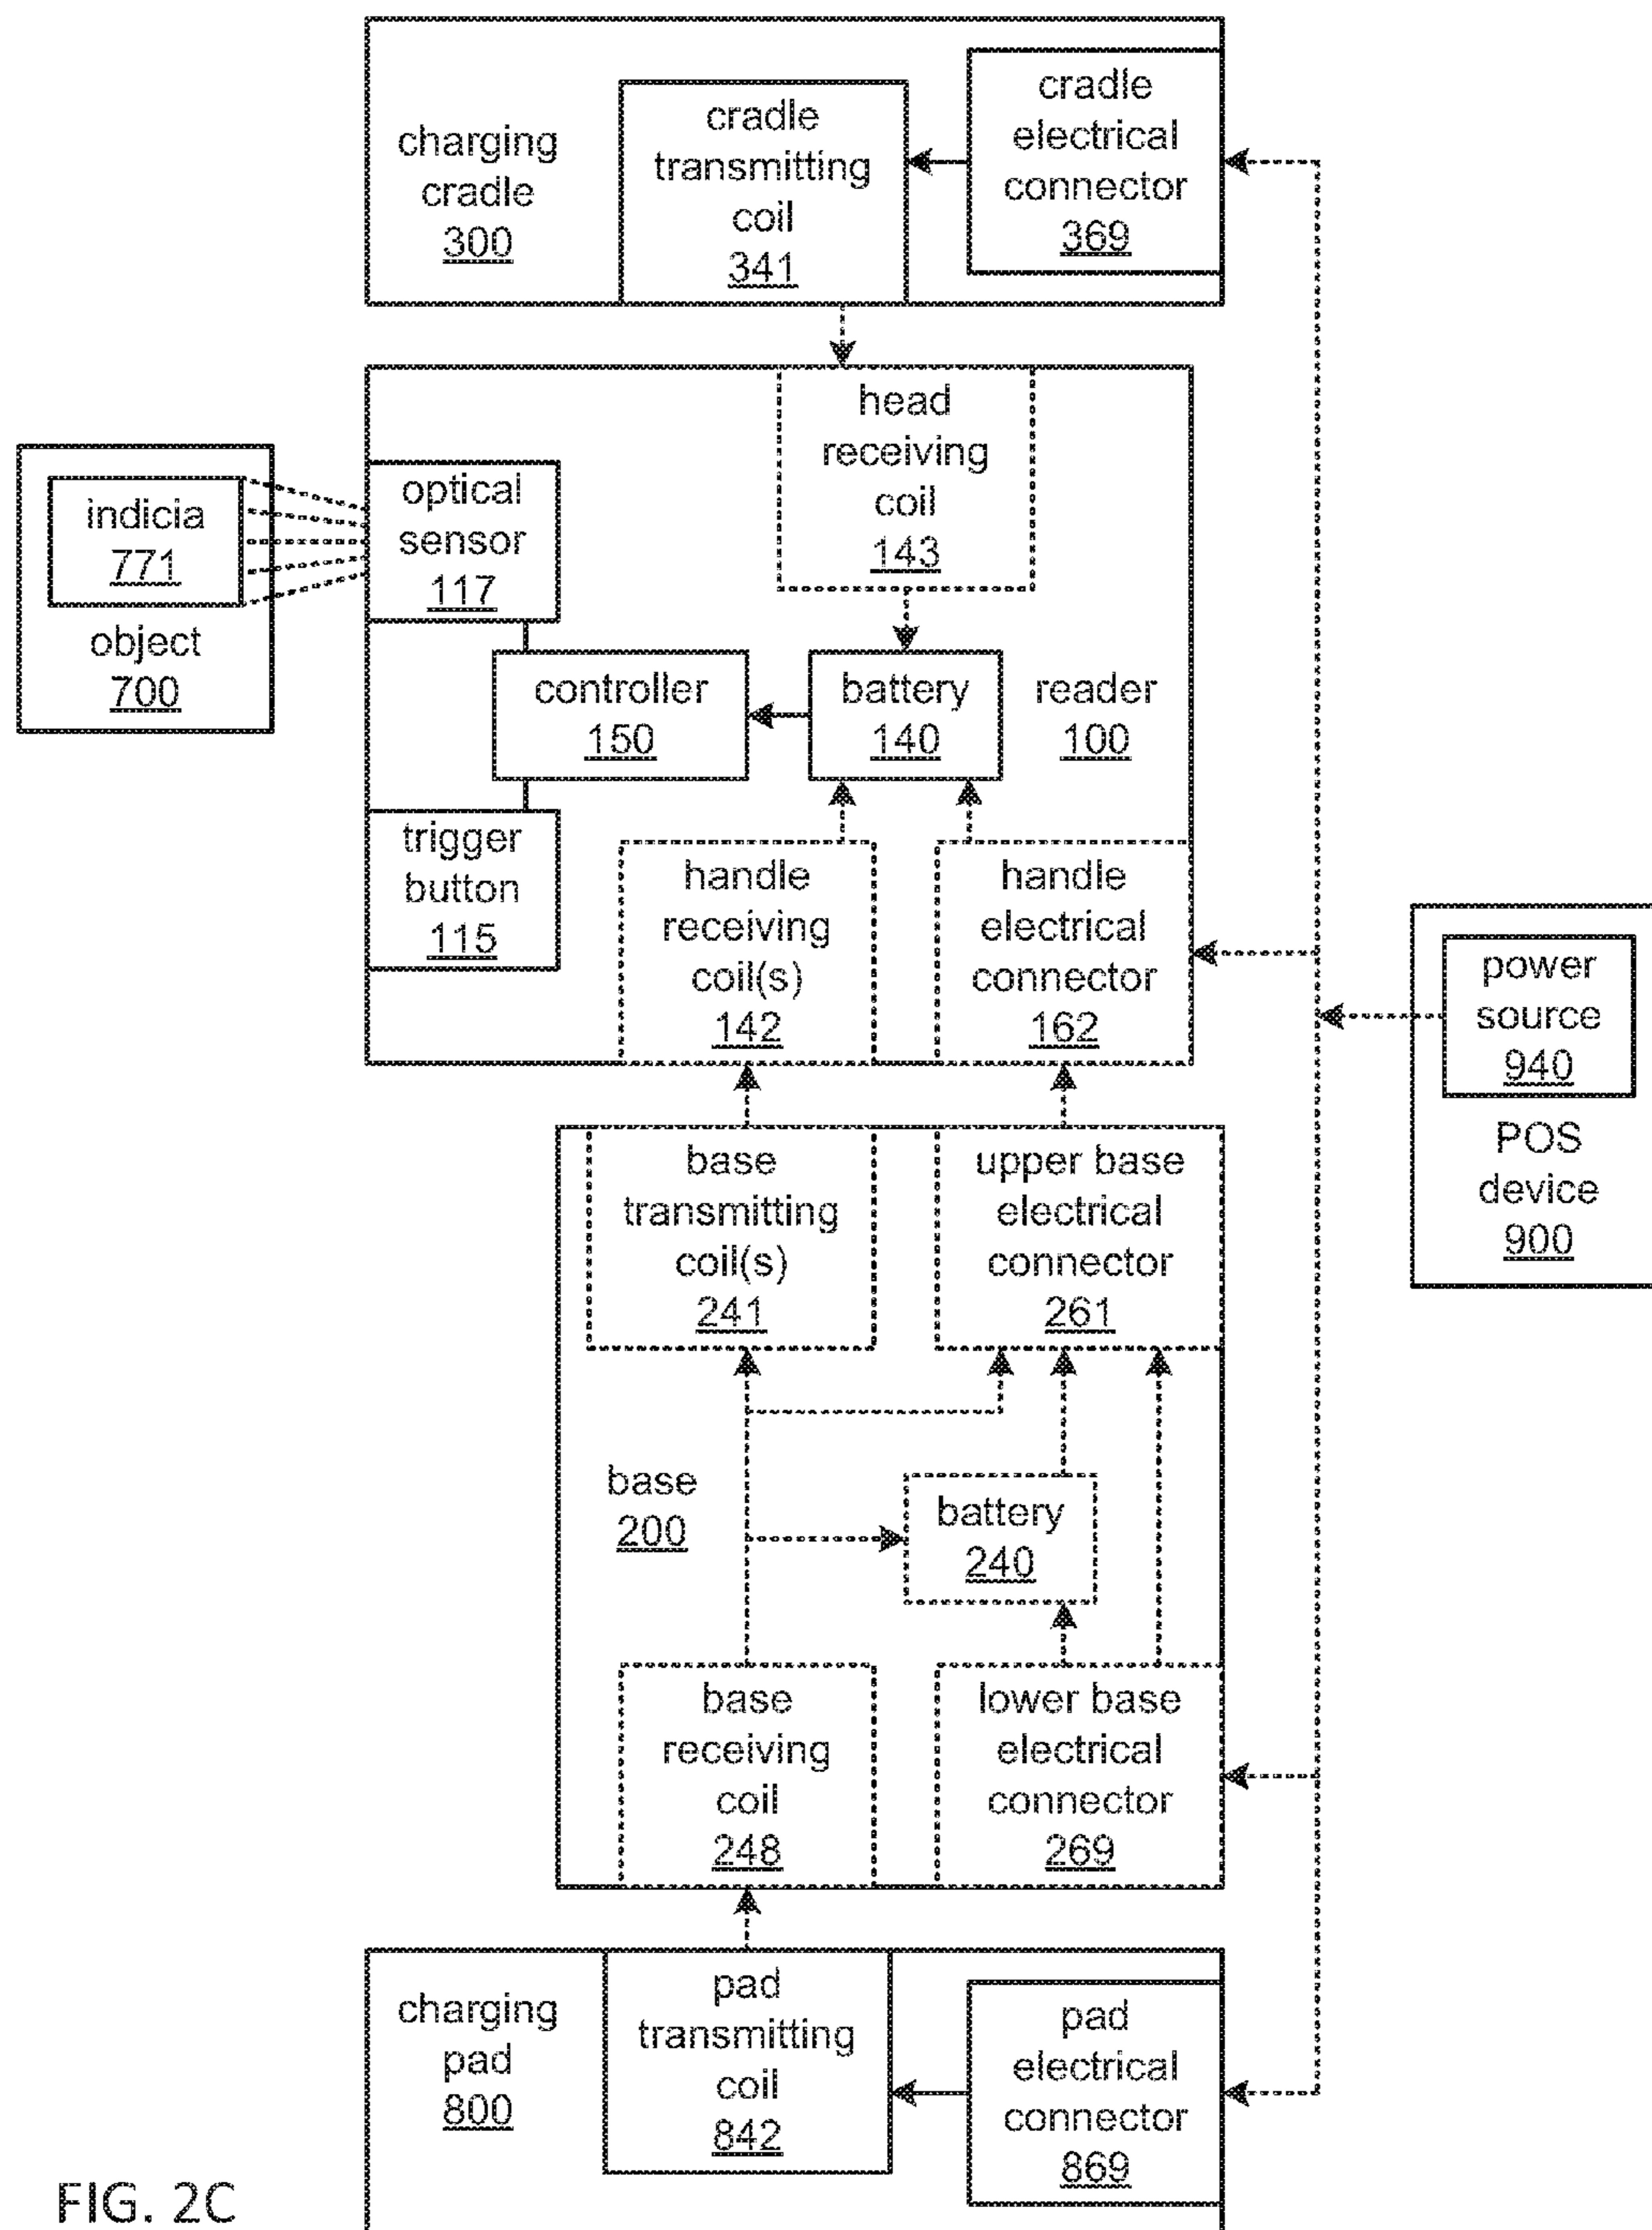 charging
cradle
300
cradle
transmitting
coil
341
cradle
electrical
connector
369
head
receiving
coil
143
indicia
771
object
700
optical
sensor
117
controller
150
battery
140
reader
100
trigger
button
115
handle
receiving
coil(s)
142
handle
electrical
connector
162
power
source
940
POS
device
900
base
transmitting
coil(s)
241
upper base
electrical
connector
261
base
200
battery
240
base
receiving
coil
248
lower base
electrical
connector
269
charging
pad
800
pad
transmitting
coil
842
pad
electrical
connector
869
FIG. 2C